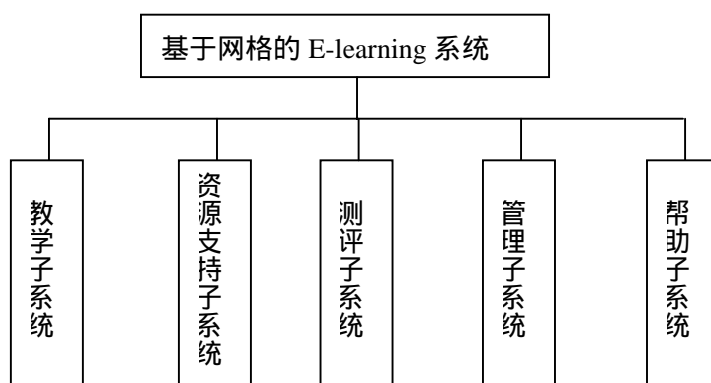 基于网格的 E-learning 系统
教学子系统
资源支持子系统
测评子系统
管理子系统
帮助子系统